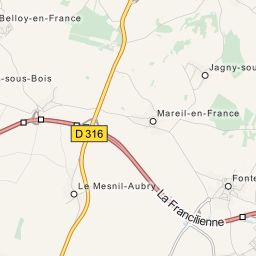 Belloy-en-France
Jagny-sous
-sous-Bois
Mareil-en-France
D 316
Fonte
Le Mesnil-Aubry
La Francilienne